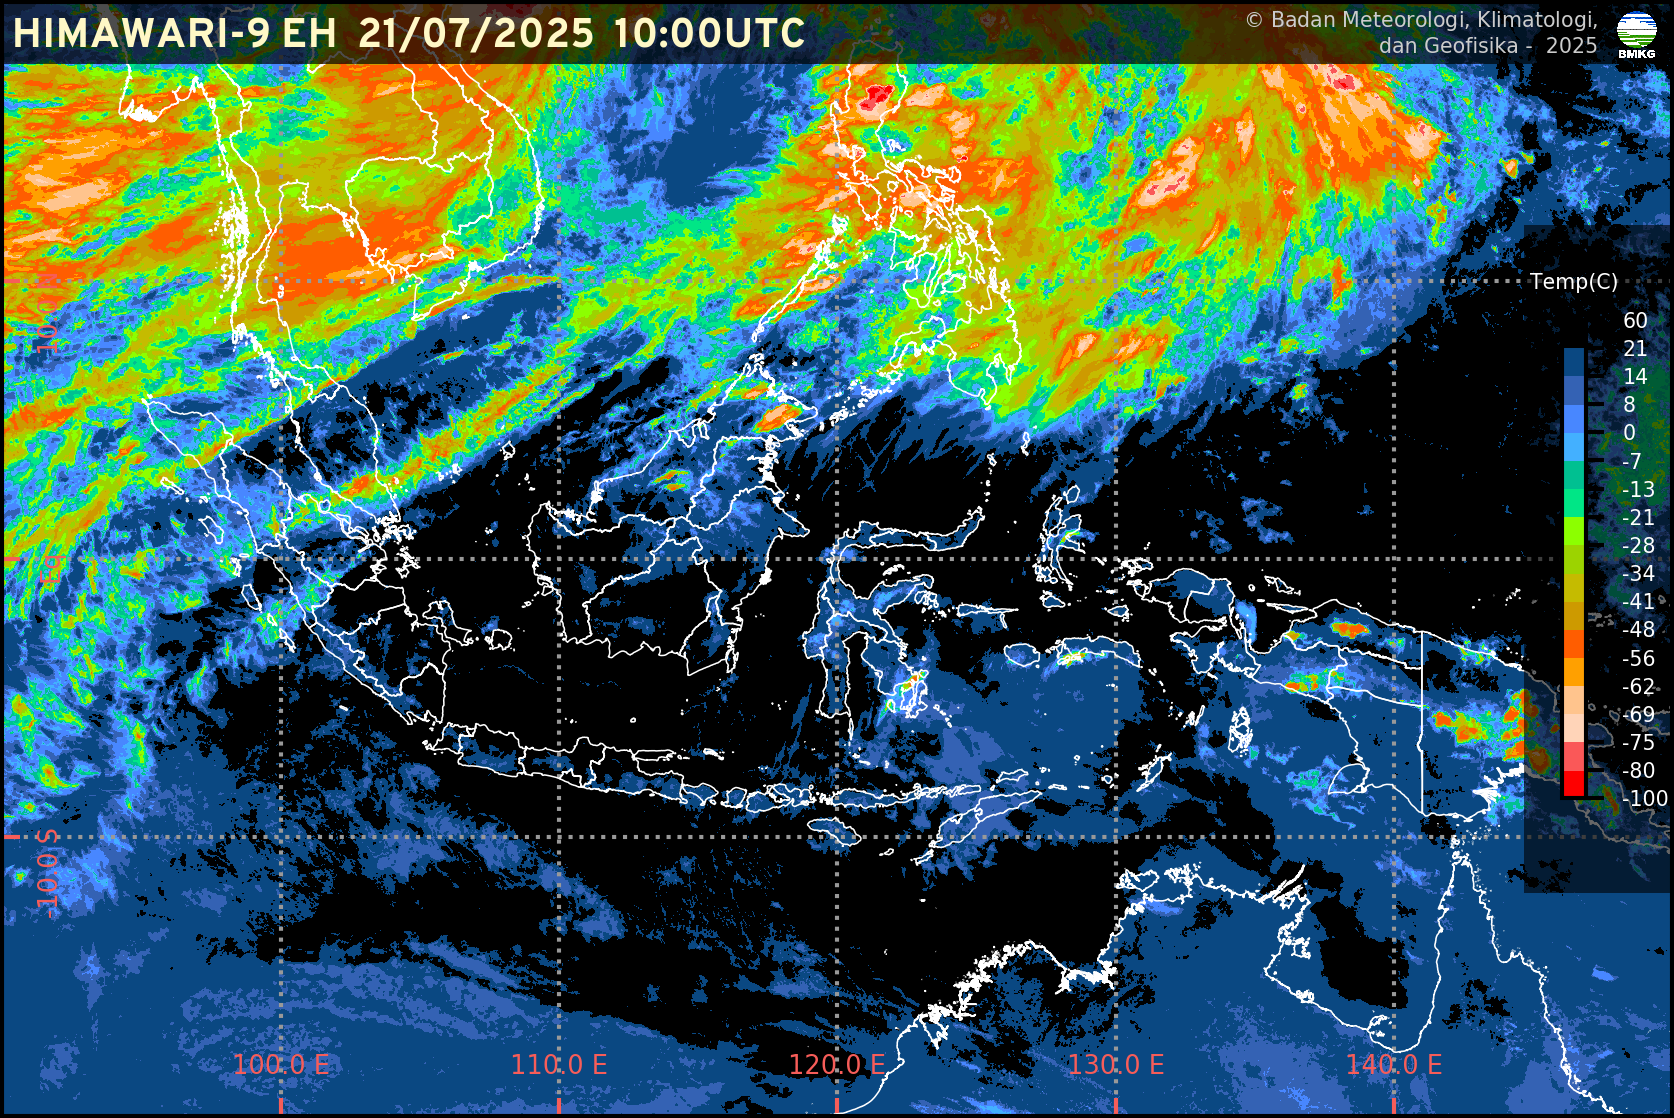 HIMAWARI-9 EH 21/07/2025 10:00UTC
© Badan Meteorologi, Klimatologi,
dan Geofisika - 2025
BMKG
Temp(C)
60
21
14
8
0
-7
-13
-21
-28
-34
-41
-48
-56
-62
-69
-75
-80
-100
-10.0 S
100.0 E
110.0 E
120.0 E
130.0 E
140.0 E